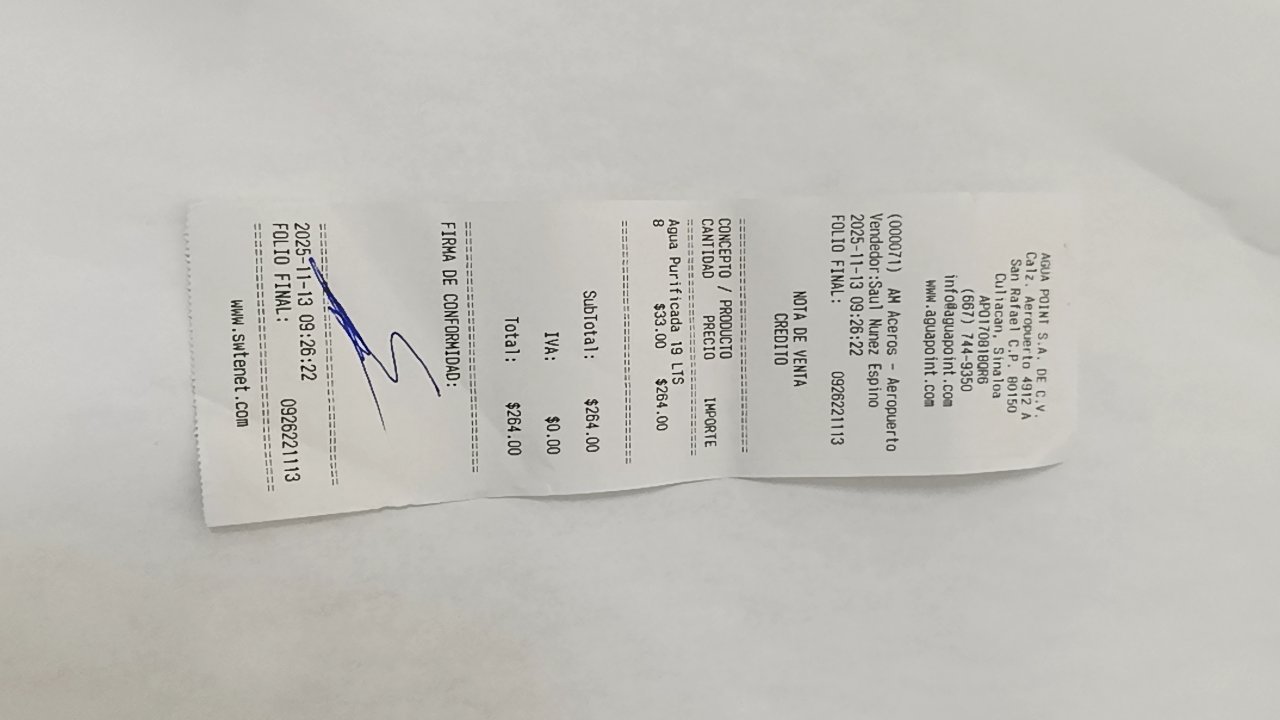 AGUA POINT S.A. DE C.V.
Calz. Aeropuerto 4912 A
San Rafael C.P. 80150
Culiacan, Sinaloa
APO170818QR6
(667) 744-9350
info@aguapoint.com
www.aguapoint.com
(000071) AM Aceros - Aeropuerto
Vendedor:Saul Nunez Espino
2025-11-13 09:26:22
FOLIO FINAL: 0926221113
NOTA DE VENTA
CREDITO
==============================
CONCEPTO / PRODUCTO
CANTIDAD PRECIO IMPORTE
==============================
Agua Purificada 19 LTS
8 $33.00 $264.00
==============================
SubTotal: $264.00
IVA: $0.00
Total: $264.00
==============================
FIRMA DE CONFORMIDAD:
==============================
2025-11-13 09:26:22
FOLIO FINAL: 0926221113
==============================
www.swtenet.com